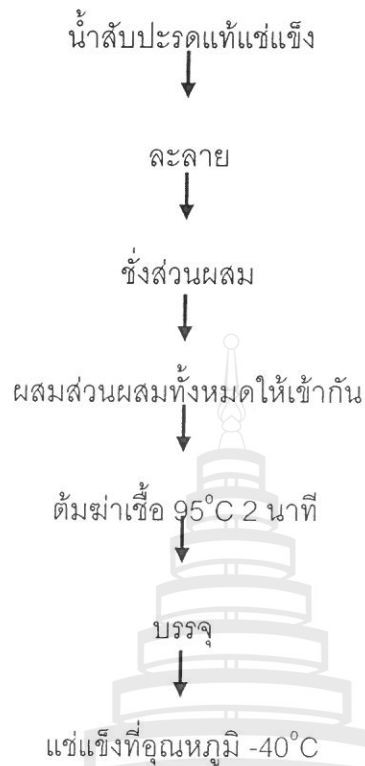 น้ำสับปะรดแท้แช่แข็ง
ละลาย
ชั่งส่วนผสม
ผสมส่วนผสมทั้งหมดให้เข้ากัน
ต้มฆ่าเชื้อ 95°C 2 นาที
บรรจุ
แช่แข็งที่อุณหภูมิ -40°C